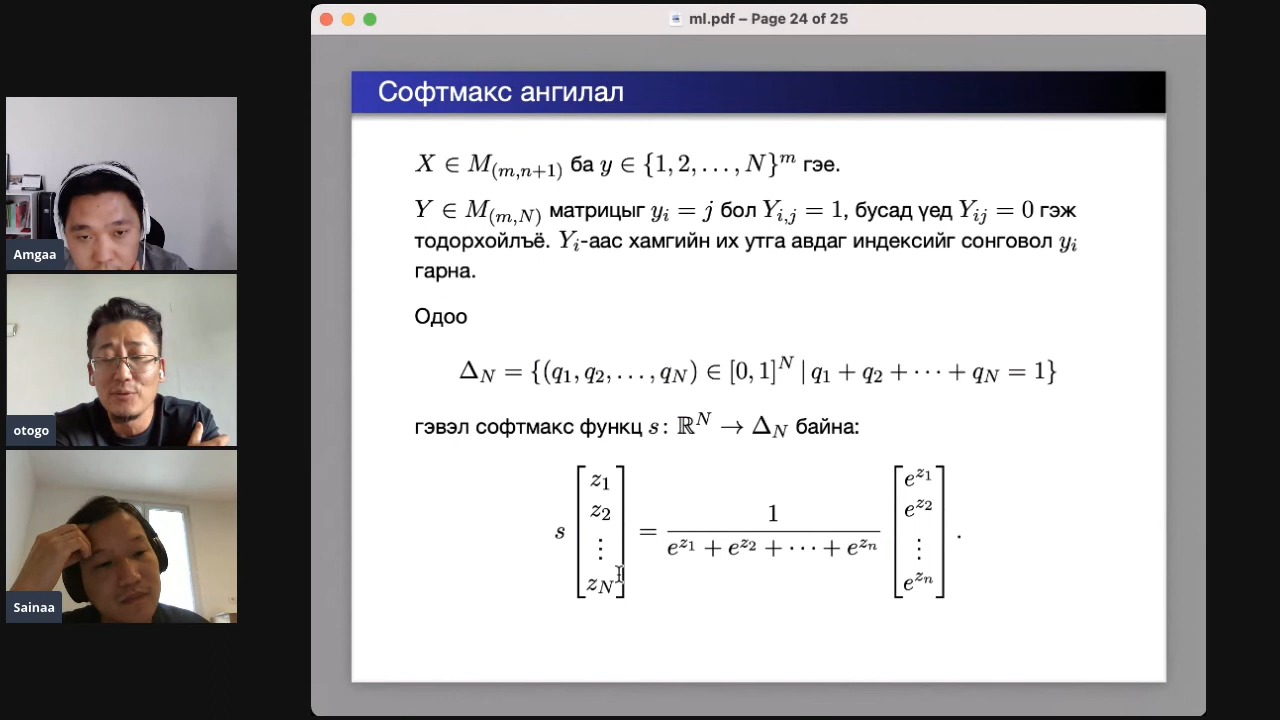 ml.pdf – Page 24 of 25
Софтмакс ангилал
X ∈ M_(m,n+1) ба y ∈ {1, 2, . . . , N}^m гэе.
Y ∈ M_(m,N) матрицыг y_i = j бол Y_{i,j} = 1, бусад үед Y_{ij} = 0 гэж
тодорхойлъё. Y_i-аас хамгийн их утга авдаг индексийг сонговол y_i
гарна.
Одоо
Δ_N = {(q_1, q_2, . . . , q_N) ∈ [0, 1]^N | q_1 + q_2 + · · · + q_N = 1}
гэвэл софтмакс функц s: ℝ^N → Δ_N байна:
s [z_1 z_2 ⋮ z_N] = 1 / (e^{z_1} + e^{z_2} + · · · + e^{z_n}) [e^{z_1} e^{z_2} ⋮ e^{z_n}] .
Amgaa
otogo
Sainaa